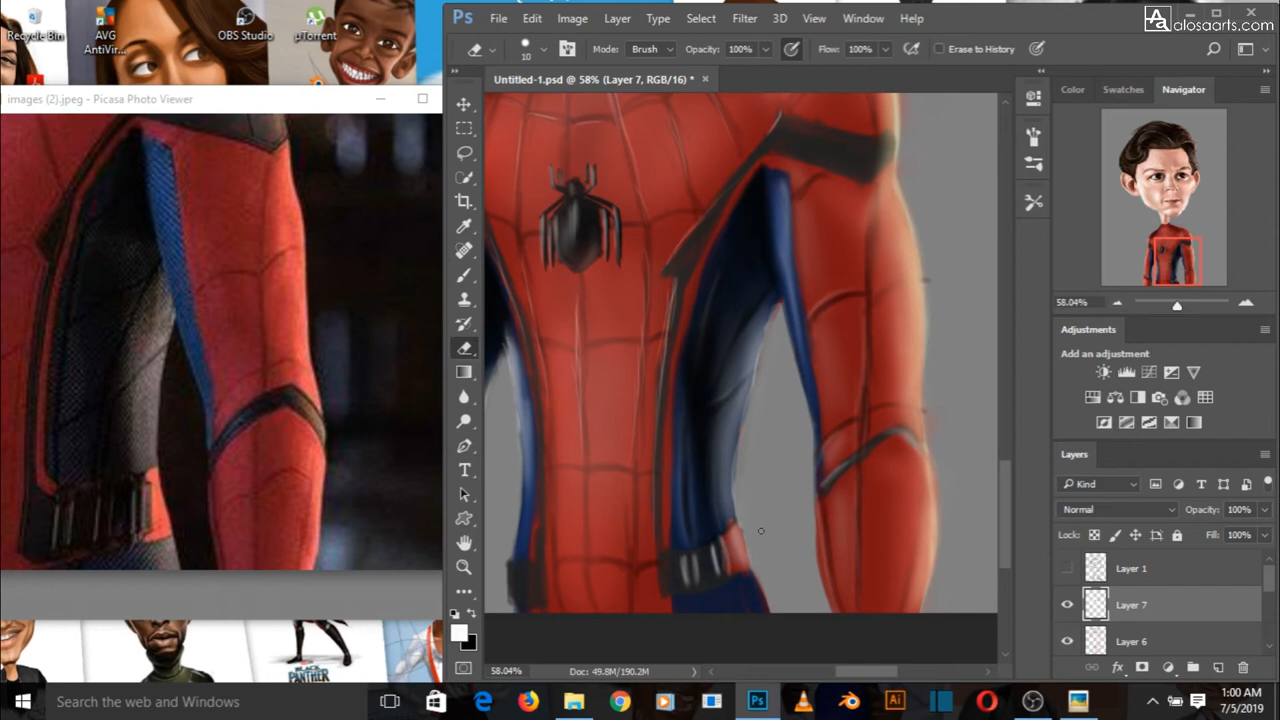 Recycle Bin
AVG
AntiVir...
OBS Studio
µTorrent
images (2).jpeg - Picasa Photo Viewer
Ps File Edit Image Layer Type Select Filter 3D View Window Help
alosaarts.com
10 Mode: Brush Opacity: 100% Flow: 100% Erase to History
Untitled-1.psd @ 58% (Layer 7, RGB/16) *
Color Swatches Navigator
58.04%
Adjustments
Add an adjustment
Layers
Kind
Normal Opacity: 100%
Lock: Fill: 100%
Layer 1
Layer 7
Layer 6
58.04% Doc: 49.8M/190.2M
BLACK
PANTHER
Search the web and Windows
Ps
Ai
1:00 AM
7/5/2019